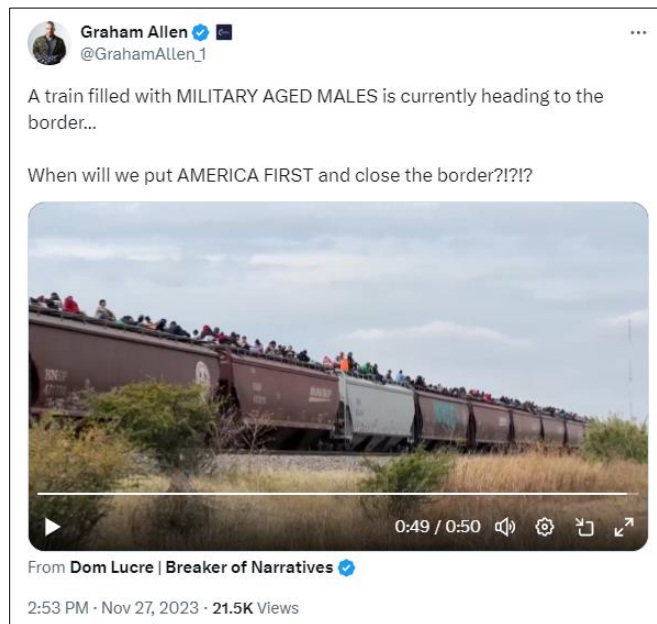 Graham Allen
@GrahamAllen_1
A train filled with MILITARY AGED MALES is currently heading to the
border...
When will we put AMERICA FIRST and close the border?!?!?
0:49 / 0:50
From Dom Lucre | Breaker of Narratives
2:53 PM · Nov 27, 2023 · 21.5K Views